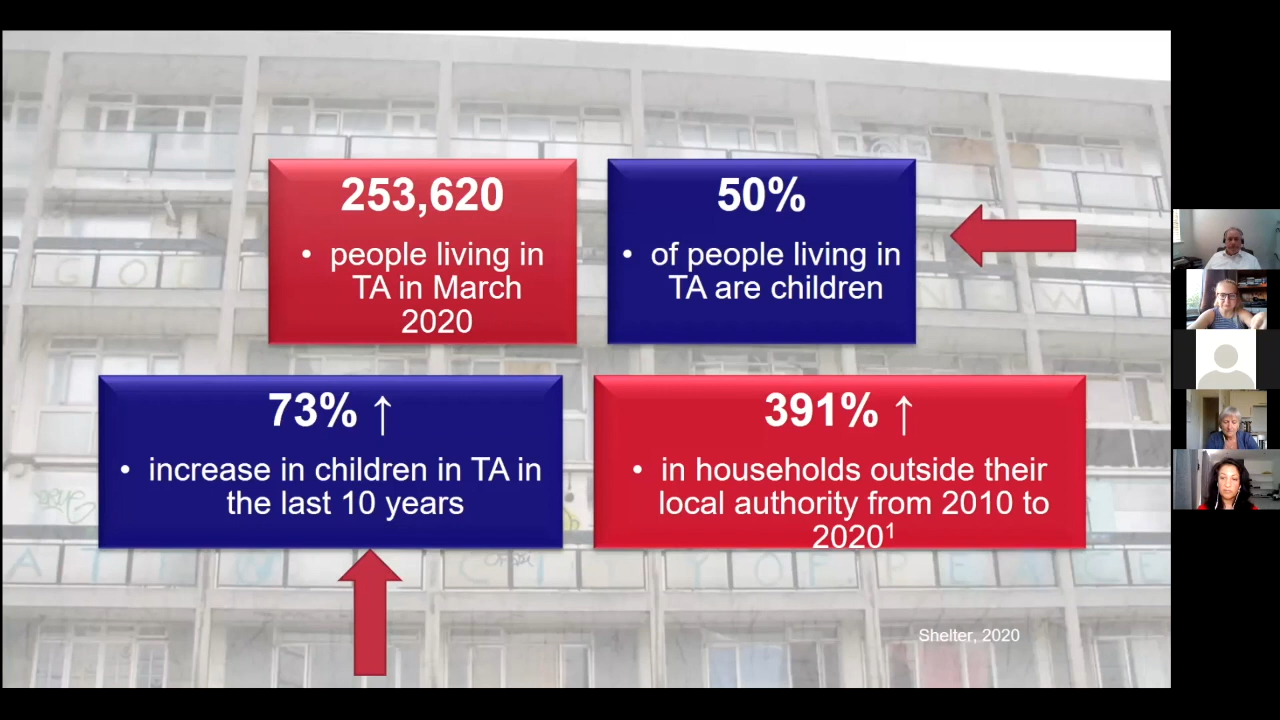 253,620
• people living in
TA in March
2020
50%
• of people living in
TA are children
73% ↑
• increase in children in TA in
the last 10 years
391% ↑
• in households outside their
local authority from 2010 to
2020¹
Shelter, 2020